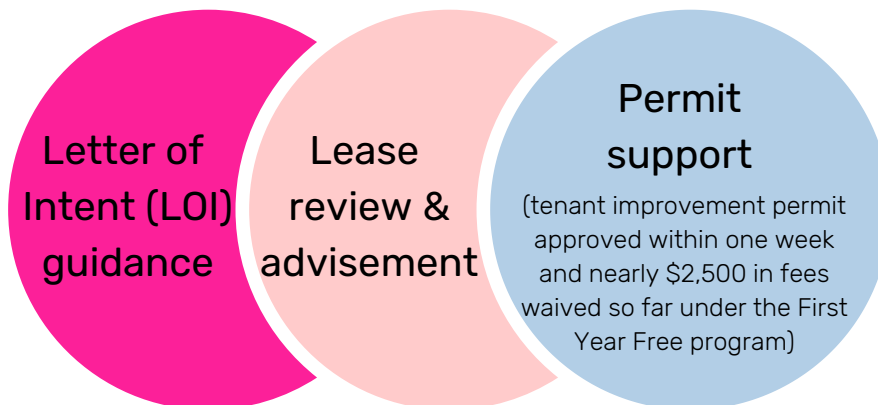 Letter of
Intent (LOI)
guidance
Lease
review &
advisement
Permit
support
(tenant improvement permit
approved within one week
and nearly $2,500 in fees
waived so far under the First
Year Free program)